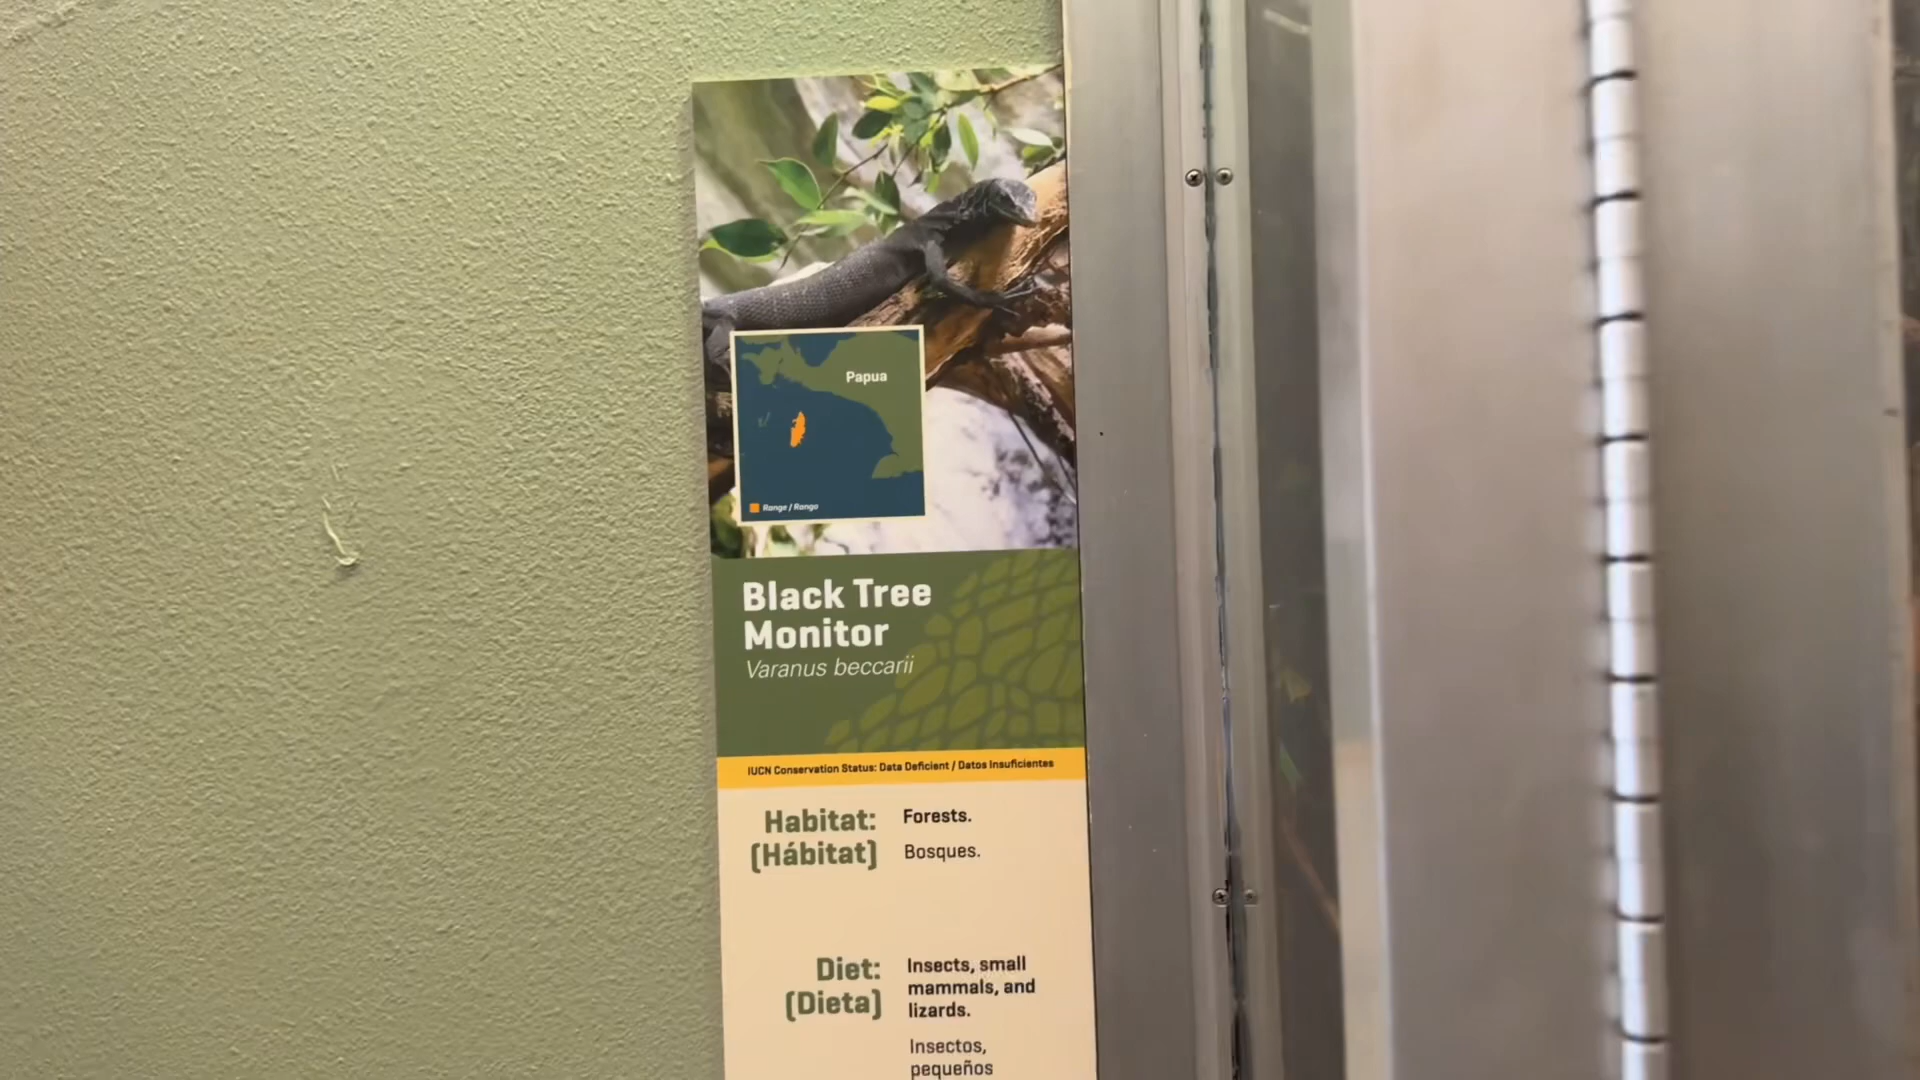 Papua
Range / Rango
Black Tree
Monitor
Varanus beccarii
IUCN Conservation Status: Data Deficient / Datos Insuficientes
Habitat:
(Hábitat)
Forests.
Bosques.
Diet:
(Dieta)
Insects, small
mammals, and
lizards.
Insectos,
pequeños